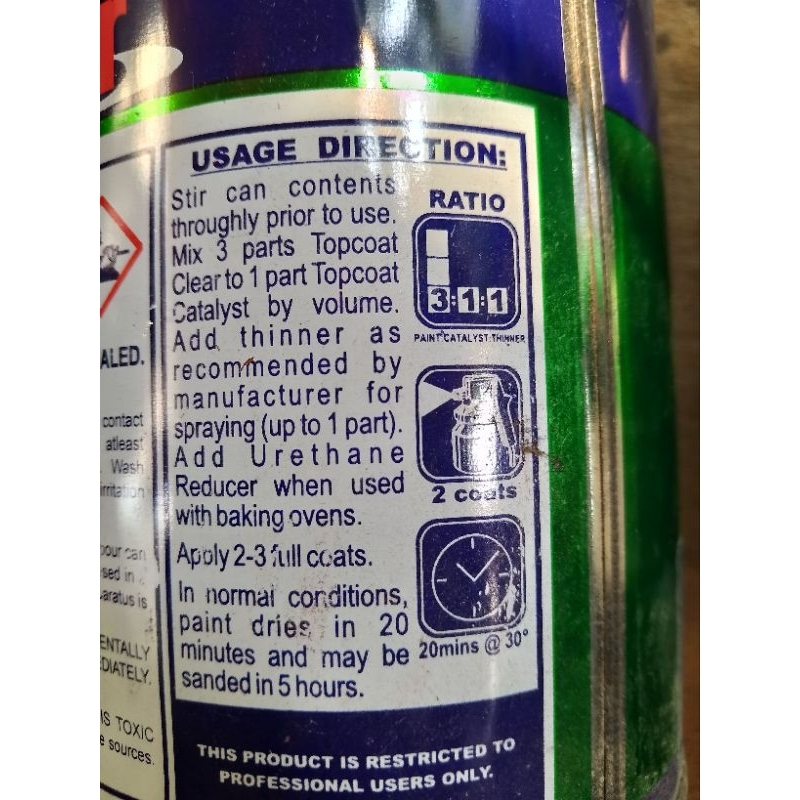 USAGE DIRECTION:
Stir can contents
throughly prior to use.
Mix 3 parts Topcoat
Clear to 1 part Topcoat
Catalyst by volume.
Add thinner as
recommended by
manufacturer for
spraying (up to 1 part).
Add Urethane
Reducer when used
with baking ovens.
Apply 2-3 full coats.
In normal conditions,
paint dries in 20
minutes and may be
sanded in 5 hours.
RATIO
3:1:1
PAINT:CATALYST:THINNER
2 coats
20mins @ 30°
THIS PRODUCT IS RESTRICTED TO
PROFESSIONAL USERS ONLY.
ALED.
contact
atleast
Wash
irritation
our can
sed in
aratus is
ENTALLY
DIATELY.
IS TOXIC
e sources.